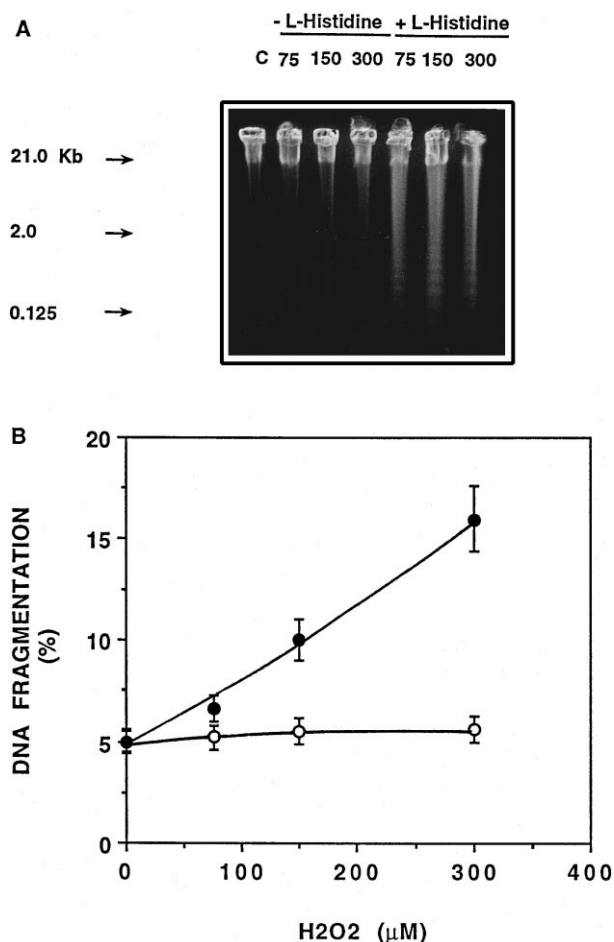 A
- L-Histidine + L-Histidine
C 75 150 300 75 150 300
21.0 Kb
2.0
0.125
B
20
15
10
5
0
DNA FRAGMENTATION
(%)
0 100 200 300 400
H2O2 (µM)